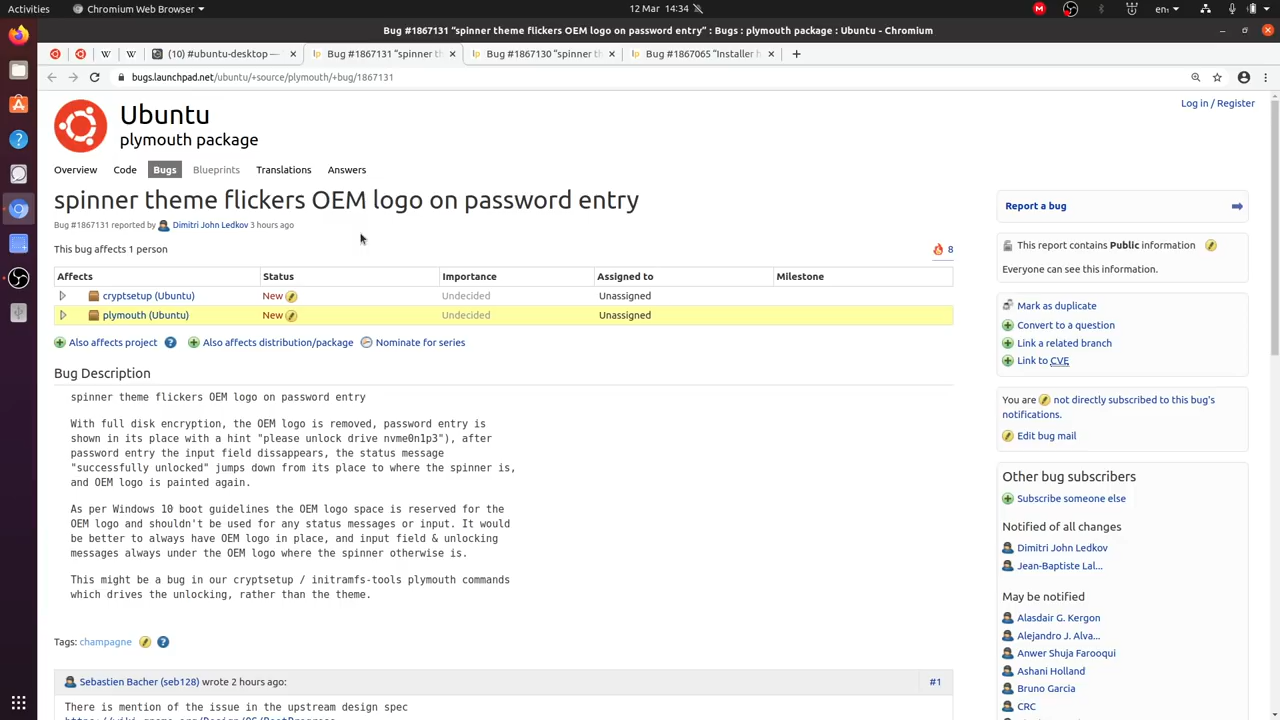 Activities
Chromium Web Browser
12 Mar 14:34
en
Bug #1867131 “spinner theme flickers OEM logo on password entry” : Bugs : plymouth package : Ubuntu - Chromium
(10) #ubuntu-desktop —
Bug #1867131 “spinner th
Bug #1867130 “spinner th
Bug #1867065 “Installer h
bugs.launchpad.net/ubuntu/+source/plymouth/+bug/1867131
Log in / Register
Ubuntu
plymouth package
Overview
Code
Bugs
Blueprints
Translations
Answers
spinner theme flickers OEM logo on password entry
Bug #1867131 reported by Dimitri John Ledkov 3 hours ago
This bug affects 1 person
8
Affects Status Importance Assigned to Milestone
cryptsetup (Ubuntu) New Undecided Unassigned
plymouth (Ubuntu) New Undecided Unassigned
Also affects project Also affects distribution/package Nominate for series
Bug Description
spinner theme flickers OEM logo on password entry
With full disk encryption, the OEM logo is removed, password entry is
shown in its place with a hint "please unlock drive nvme0n1p3"), after
password entry the input field dissappears, the status message
"successfully unlocked" jumps down from its place to where the spinner is,
and OEM logo is painted again.
As per Windows 10 boot guidelines the OEM logo space is reserved for the
OEM logo and shouldn't be used for any status messages or input. It would
be better to always have OEM logo in place, and input field & unlocking
messages always under the OEM logo where the spinner otherwise is.
This might be a bug in our cryptsetup / initramfs-tools plymouth commands
which drives the unlocking, rather than the theme.
Tags: champagne
Sebastien Bacher (seb128) wrote 2 hours ago:
#1
There is mention of the issue in the upstream design spec
Report a bug
This report contains Public information
Everyone can see this information.
Mark as duplicate
Convert to a question
Link a related branch
Link to CVE
You are not directly subscribed to this bug's
notifications.
Edit bug mail
Other bug subscribers
Subscribe someone else
Notified of all changes
Dimitri John Ledkov
Jean-Baptiste Lal...
May be notified
Alasdair G. Kergon
Alejandro J. Alva...
Anwer Shuja Farooqui
Ashani Holland
Bruno Garcia
CRC